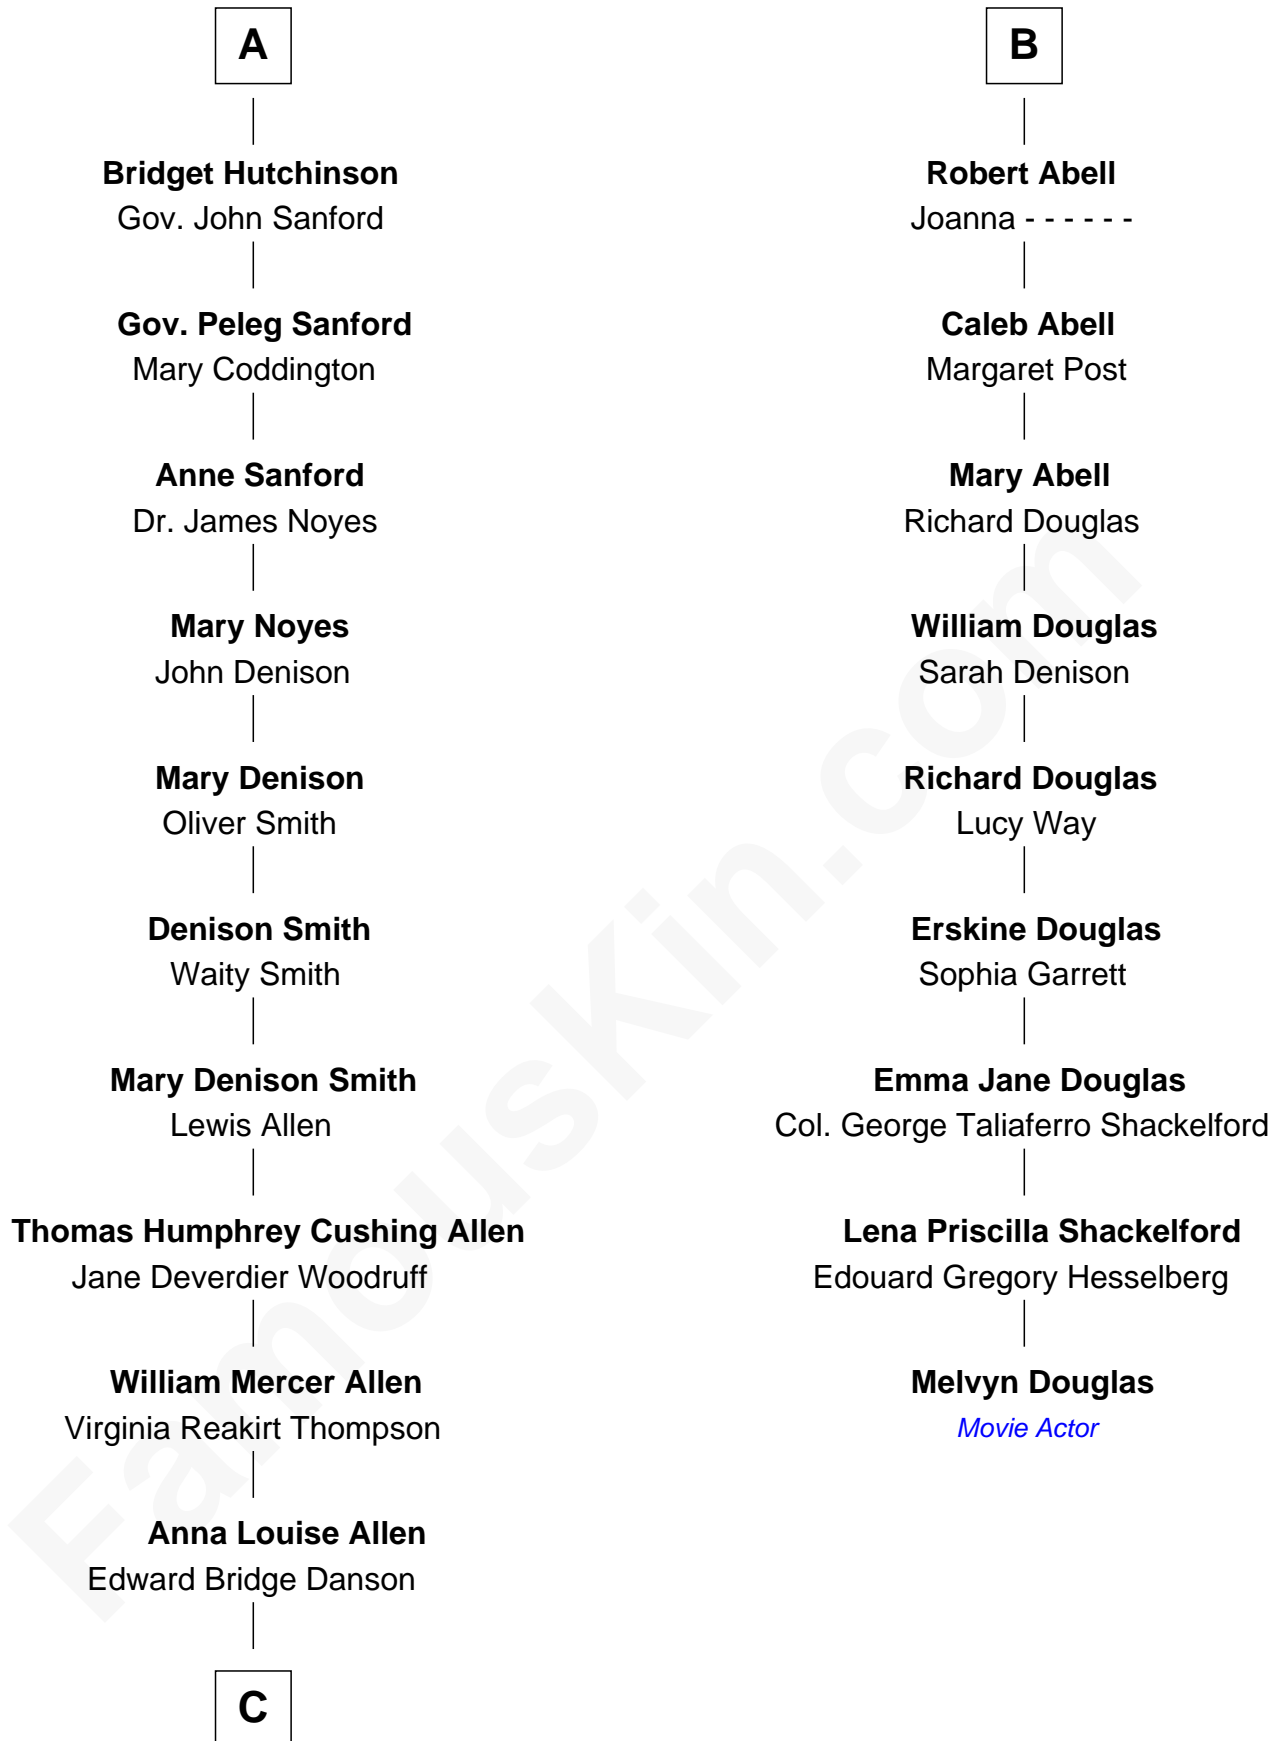 A
Bridget Hutchinson
Gov. John Sanford
Gov. Peleg Sanford
Mary Coddington
Anne Sanford
Dr. James Noyes
Mary Noyes
John Denison
Mary Denison
Oliver Smith
Denison Smith
Waity Smith
Mary Denison Smith
Lewis Allen
Thomas Humphrey Cushing Allen
Jane Deverdier Woodruff
William Mercer Allen
Virginia Reakirt Thompson
Anna Louise Allen
Edward Bridge Danson
C
B
Robert Abell
Joanna - - - - - -
Caleb Abell
Margaret Post
Mary Abell
Richard Douglas
William Douglas
Sarah Denison
Richard Douglas
Lucy Way
Erskine Douglas
Sophia Garrett
Emma Jane Douglas
Col. George Taliaferro Shackelford
Lena Priscilla Shackelford
Edouard Gregory Hesselberg
Melvyn Douglas
Movie Actor
FamousKin.com